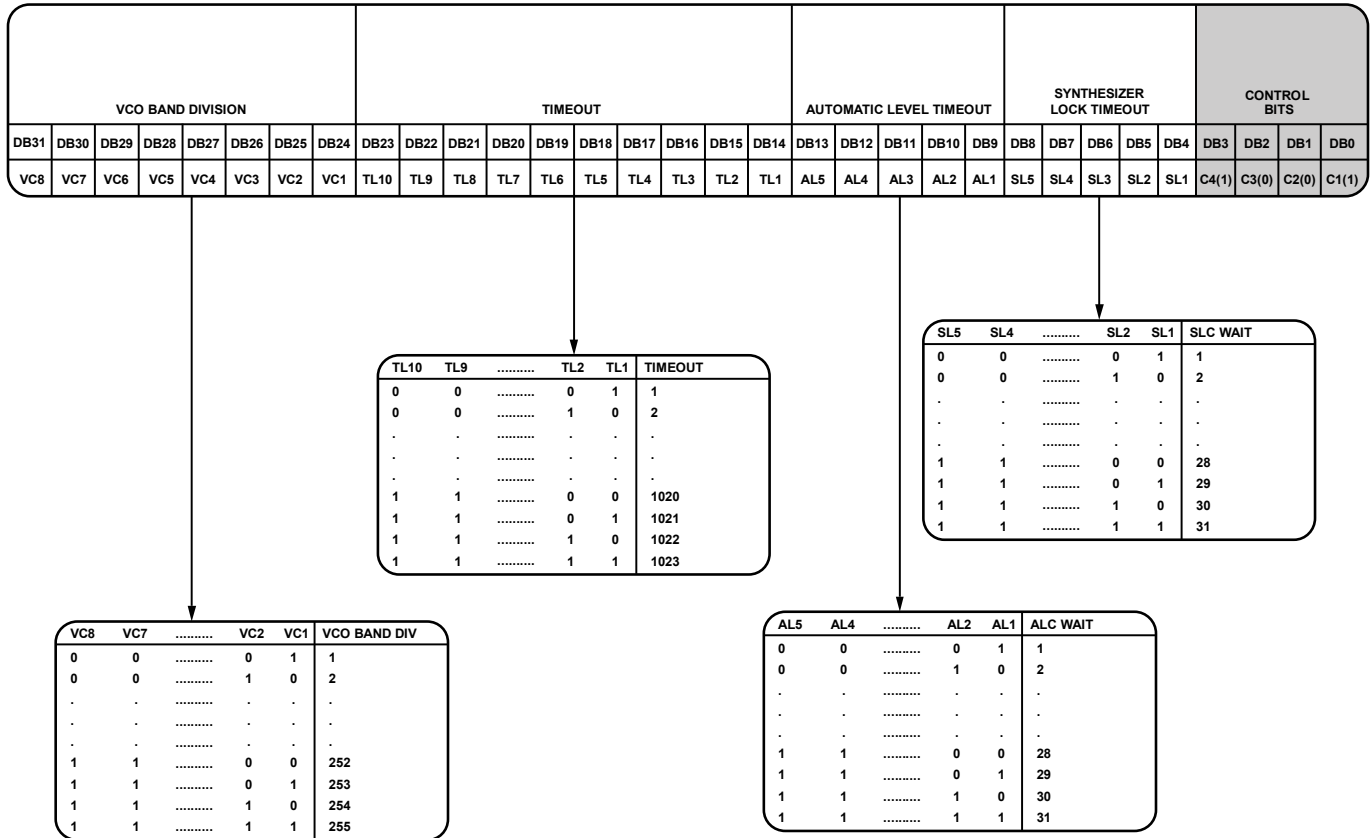 VCO BAND DIVISION TIMEOUT AUTOMATIC LEVEL TIMEOUT SYNTHESIZER LOCK TIMEOUT CONTROL BITS
DB31 DB30 DB29 DB28 DB27 DB26 DB25 DB24 DB23 DB22 DB21 DB20 DB19 DB18 DB17 DB16 DB15 DB14 DB13 DB12 DB11 DB10 DB9 DB8 DB7 DB6 DB5 DB4 DB3 DB2 DB1 DB0
VC8 VC7 VC6 VC5 VC4 VC3 VC2 VC1 TL10 TL9 TL8 TL7 TL6 TL5 TL4 TL3 TL2 TL1 AL5 AL4 AL3 AL2 AL1 SL5 SL4 SL3 SL2 SL1 C4(1) C3(0) C2(0) C1(1)
SL5 SL4 .......... SL2 SL1 SLC WAIT
0 0 .......... 0 1 1
0 0 .......... 1 0 2
. . .......... . . .
. . .......... . . .
. . .......... . . .
1 1 .......... 0 0 28
1 1 .......... 0 1 29
1 1 .......... 1 0 30
1 1 .......... 1 1 31
TL10 TL9 .......... TL2 TL1 TIMEOUT
0 0 .......... 0 1 1
0 0 .......... 1 0 2
. . .......... . . .
. . .......... . . .
. . .......... . . .
1 1 .......... 0 0 1020
1 1 .......... 0 1 1021
1 1 .......... 1 0 1022
1 1 .......... 1 1 1023
VC8 VC7 .......... VC2 VC1 VCO BAND DIV
0 0 .......... 0 1 1
0 0 .......... 1 0 2
. . .......... . . .
. . .......... . . .
. . .......... . . .
1 1 .......... 0 0 252
1 1 .......... 0 1 253
1 1 .......... 1 0 254
1 1 .......... 1 1 255
AL5 AL4 .......... AL2 AL1 ALC WAIT
0 0 .......... 0 1 1
0 0 .......... 1 0 2
. . .......... . . .
. . .......... . . .
. . .......... . . .
1 1 .......... 0 0 28
1 1 .......... 0 1 29
1 1 .......... 1 0 30
1 1 .......... 1 1 31